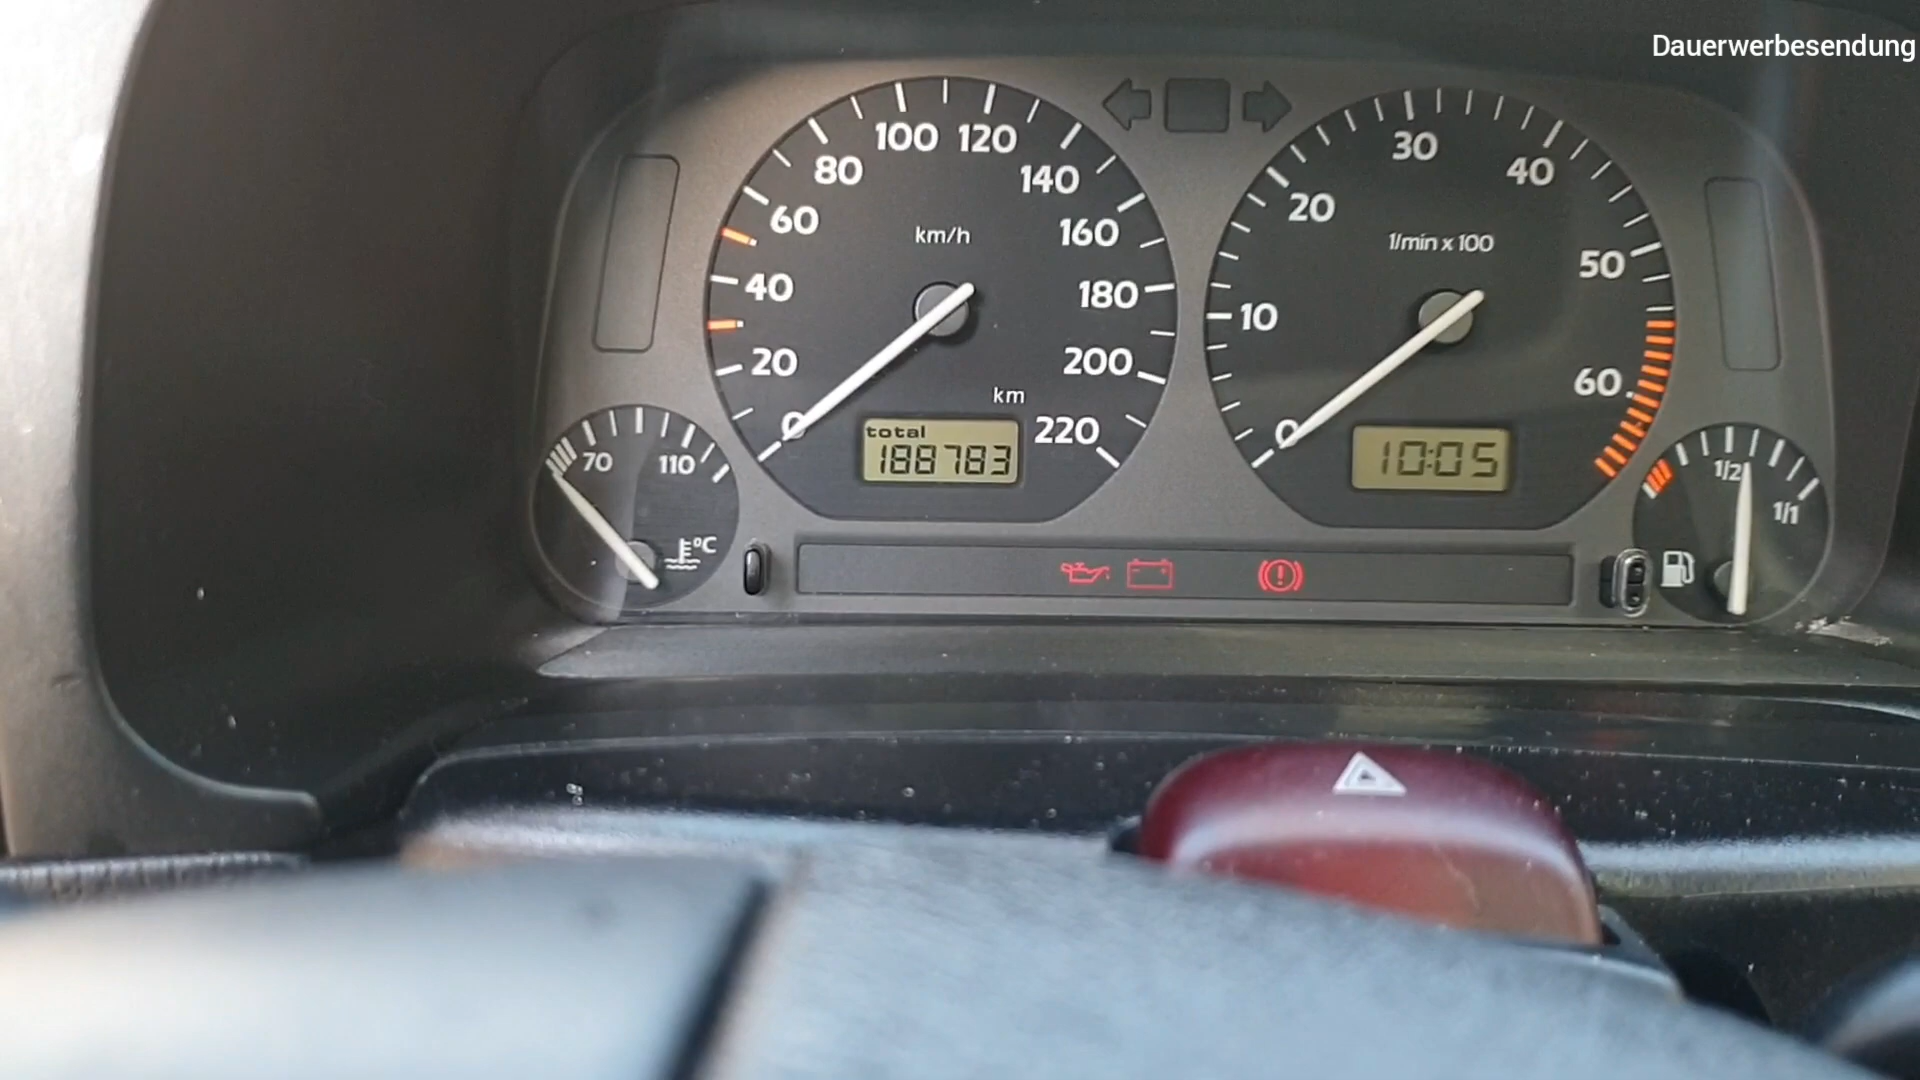 Dauerwerbesendung
100 120
80 140
60 160
km/h
40 180
20 200
km
0 220
total
188783
30
20 40
1/min x 100
10 50
60
0
10:05
70 110
°C
1/2
1/1